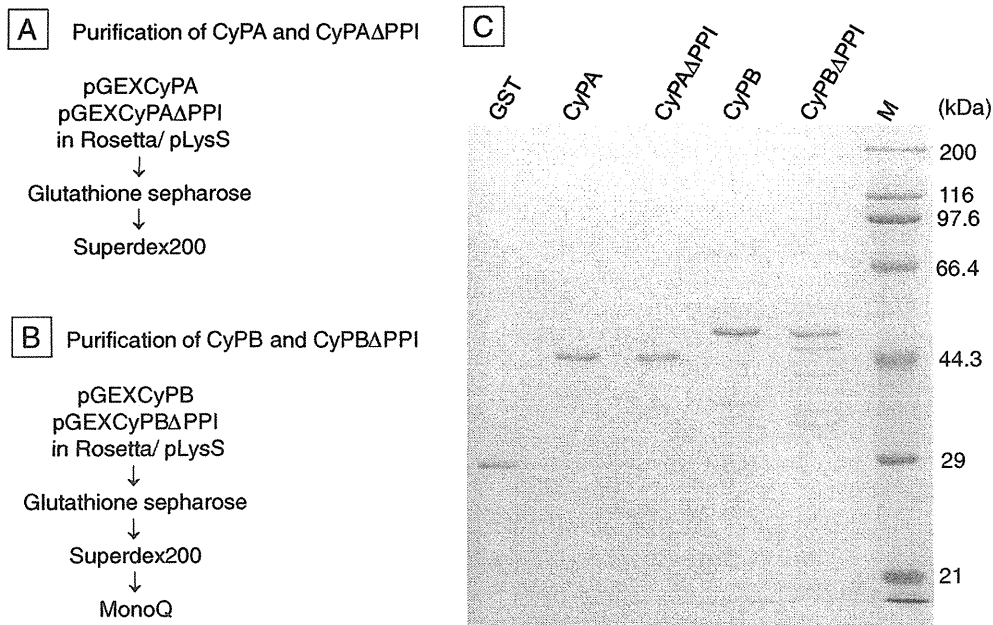 A Purification of CyPA and CyPAΔPPI
pGEXCyPA
pGEXCyPAΔPPI
in Rosetta/ pLysS
↓
Glutathione sepharose
↓
Superdex200
B Purification of CyPB and CyPBΔPPI
pGEXCyPB
pGEXCyPBΔPPI
in Rosetta/ pLysS
↓
Glutathione sepharose
↓
Superdex200
↓
MonoQ
C
GST
CyPA
CyPAΔPPI
CyPB
CyPBΔPPI
M
(kDa)
200
116
97.6
66.4
44.3
29
21